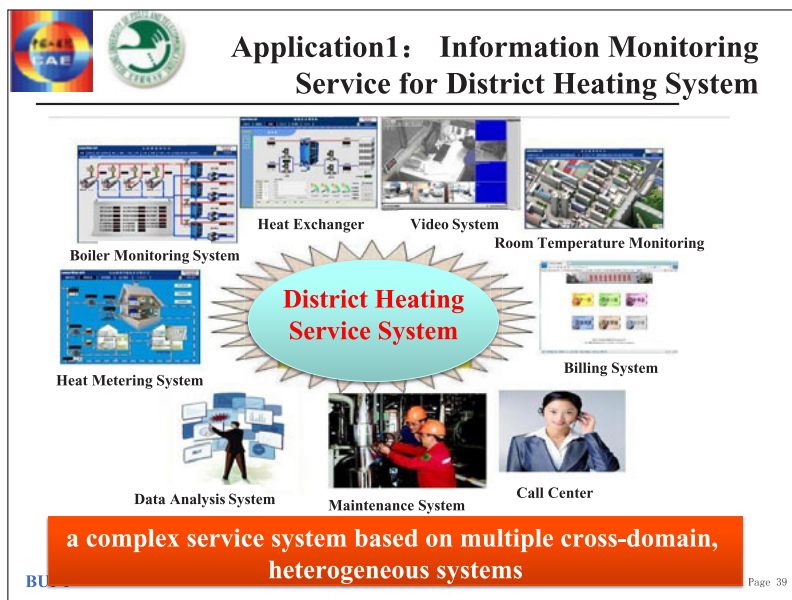 Application1： Information Monitoring
Service for District Heating System
CAE
Heat Exchanger
Video System
Room Temperature Monitoring
Boiler Monitoring System
District Heating
Service System
Heat Metering System
Billing System
Data Analysis System
Maintenance System
Call Center
a complex service system based on multiple cross-domain,
heterogeneous systems
Page 39